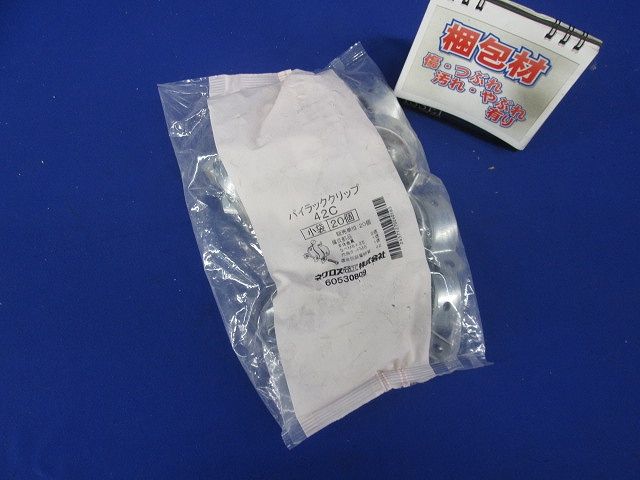 梱包材
傷・つぶれ
汚れ・やぶれ
有り
パイラッククリップ
42C
小袋 20個
ネグロス電工株式会社
60530B09